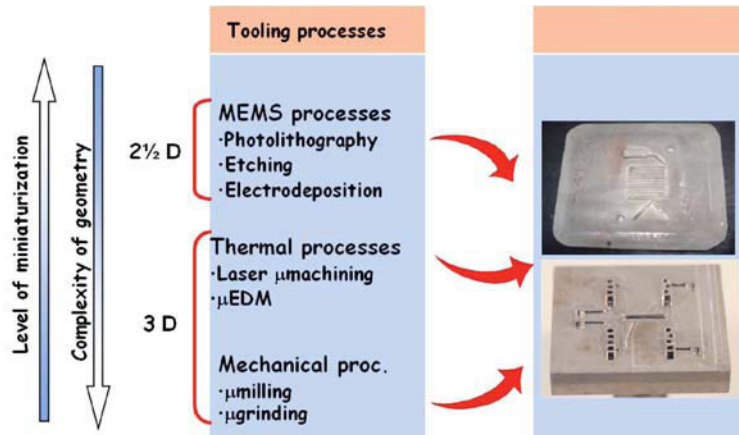 Tooling processes
Level of miniaturization
Complexity of geometry
2½ D
MEMS processes
·Photolithography
·Etching
·Electrodeposition
3 D
Thermal processes
·Laser μmachining
·μEDM
Mechanical proc.
·μmilling
·μgrinding